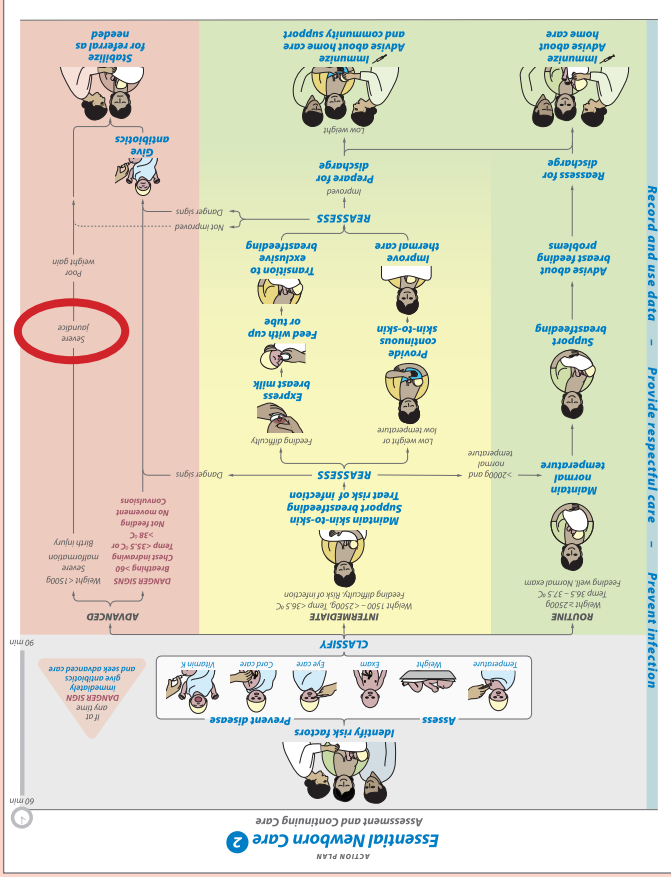 ACTION PLAN
Essential Newborn Care 2
Assessment and Continuing Care
60 min
Identify risk factors
Assess
Prevent disease
Temperature
Weight
Exam
Eye care
Cord care
Vitamin K
If at
any time
DANGER SIGN
immediately
give antibiotics
and seek advanced care
90 min
CLASSIFY
ROUTINE
Weight ≥2500g
Temp 36.5 – 37.5 ºC
Feeding well. Normal exam
Maintain
normal
temperature
Support
breastfeeding
Advise about
breast feeding
problems
Reassess for
discharge
Immunize
Advise about
home care
INTERMEDIATE
Weight 1500 – <2500g, Temp <36.5 ºC
Feeding difficulty, Risk of infection
Maintain skin-to-skin
Support breastfeeding
Treat risk of infection
REASSESS
>2000g and
normal
temperature
Danger signs
Low weight or
low temperature
Feeding difficulty
Provide
continuous
skin-to-skin
Improve
thermal care
Express
breast milk
Feed with cup
or tube
Transition to
exclusive
breastfeeding
REASSESS
Not improved
Danger signs
Improved
Prepare for
discharge
Low weight
Immunize
Advise about home care
and community support
ADVANCED
DANGER SIGNS
Breathing >60
Chest indrawing
Temp <35.5 ºC or
>38 ºC
Not feeding
No movement
Convulsions
Weight <1500g
Severe
malformation
Birth injury
Severe
jaundice
Poor
weight gain
Give
antibiotics
Stabilize
for referral as
needed
Prevent infection – Provide respectful care – Record and use data